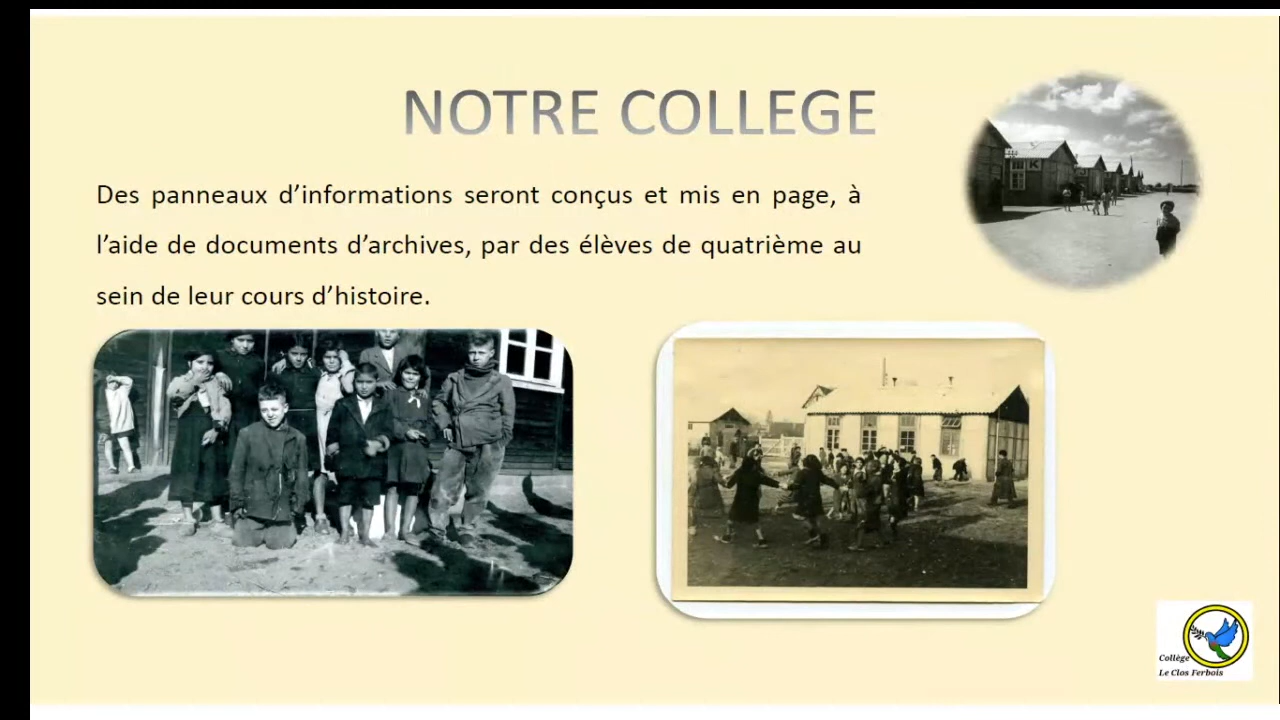 NOTRE COLLEGE
Des panneaux d’informations seront conçus et mis en page, à
l’aide de documents d’archives, par des élèves de quatrième au
sein de leur cours d’histoire.
K
Collège
Le Clos Ferbois